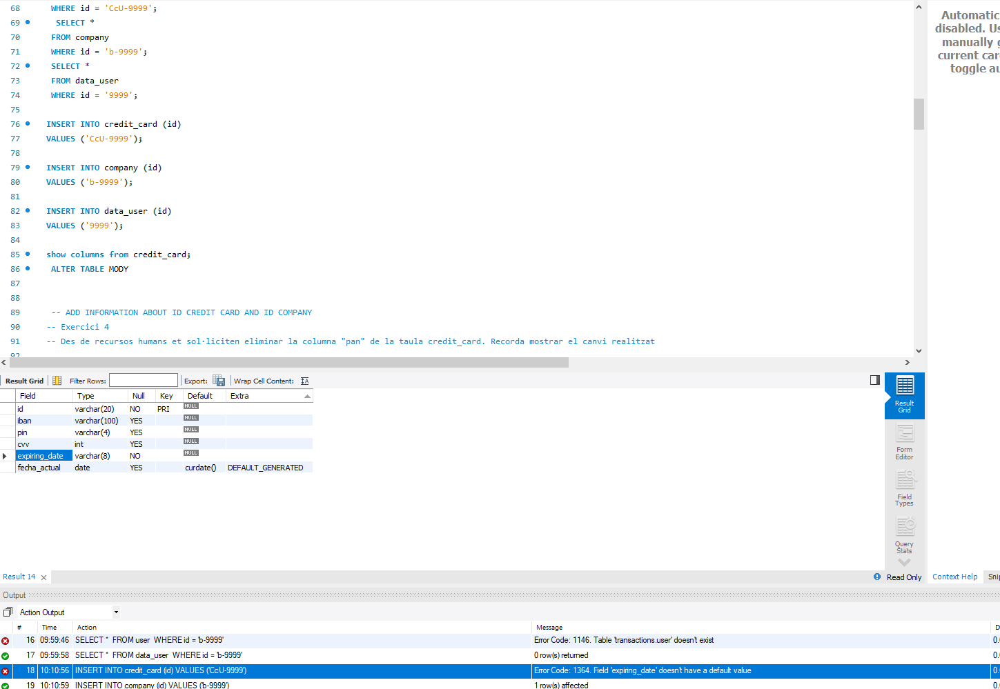 68 WHERE id = 'CcU-9999';
69 SELECT *
70 FROM company
71 WHERE id = 'b-9999';
72 SELECT *
73 FROM data_user
74 WHERE id = '9999';
75
76 INSERT INTO credit_card (id)
77 VALUES ('CcU-9999');
78
79 INSERT INTO company (id)
80 VALUES ('b-9999');
81
82 INSERT INTO data_user (id)
83 VALUES ('9999');
84
85 show columns from credit_card;
86 ALTER TABLE MODY
87
88
89 -- ADD INFORMATION ABOUT ID CREDIT CARD AND ID COMPANY
90 -- Exercici 4
91 -- Des de recursos humans et sol·liciten eliminar la columna "pan" de la taula credit_card. Recorda mostrar el canvi realitzat
92
Automatic
disabled. Us
manually g
current care
toggle au
Result Grid Filter Rows: Export: Wrap Cell Content:
Field Type Null Key Default Extra
id varchar(20) NO PRI NULL
iban varchar(100) YES NULL
pin varchar(4) YES NULL
cvv int YES NULL
expiring_date varchar(8) NO NULL
fecha_actual date YES curdate() DEFAULT_GENERATED
Result
Grid
Form
Editor
Field
Types
Query
Stats
Result 14
Read Only Context Help Snip
Output
Action Output
# Time Action Message D
16 09:59:46 SELECT * FROM user WHERE id = 'b-9999' Error Code: 1146. Table 'transactions.user' doesn't exist 0.0
17 09:59:58 SELECT * FROM data_user WHERE id = 'b-9999' 0 row(s) returned 0.0
18 10:10:56 INSERT INTO credit_card (id) VALUES ('CcU-9999') Error Code: 1364. Field 'expiring_date' doesn't have a default value 0.0
19 10:10:59 INSERT INTO company (id) VALUES ('b-9999') 1 row(s) affected 0.0